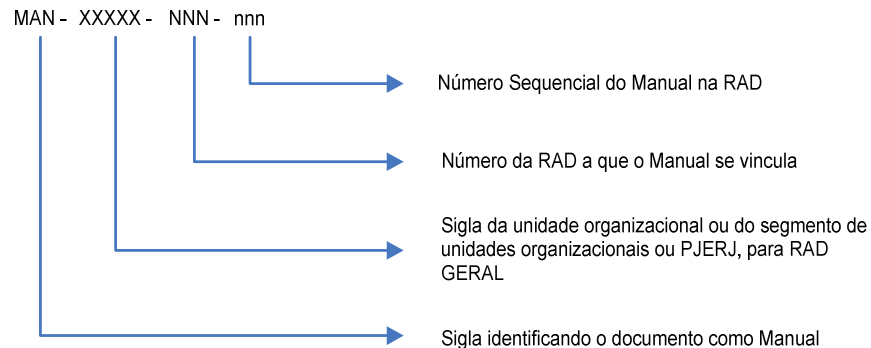 MAN - XXXXX - NNN - nnn
Número Sequencial do Manual na RAD
Número da RAD a que o Manual se vincula
Sigla da unidade organizacional ou do segmento de
unidades organizacionais ou PJERJ, para RAD
GERAL
Sigla identificando o documento como Manual